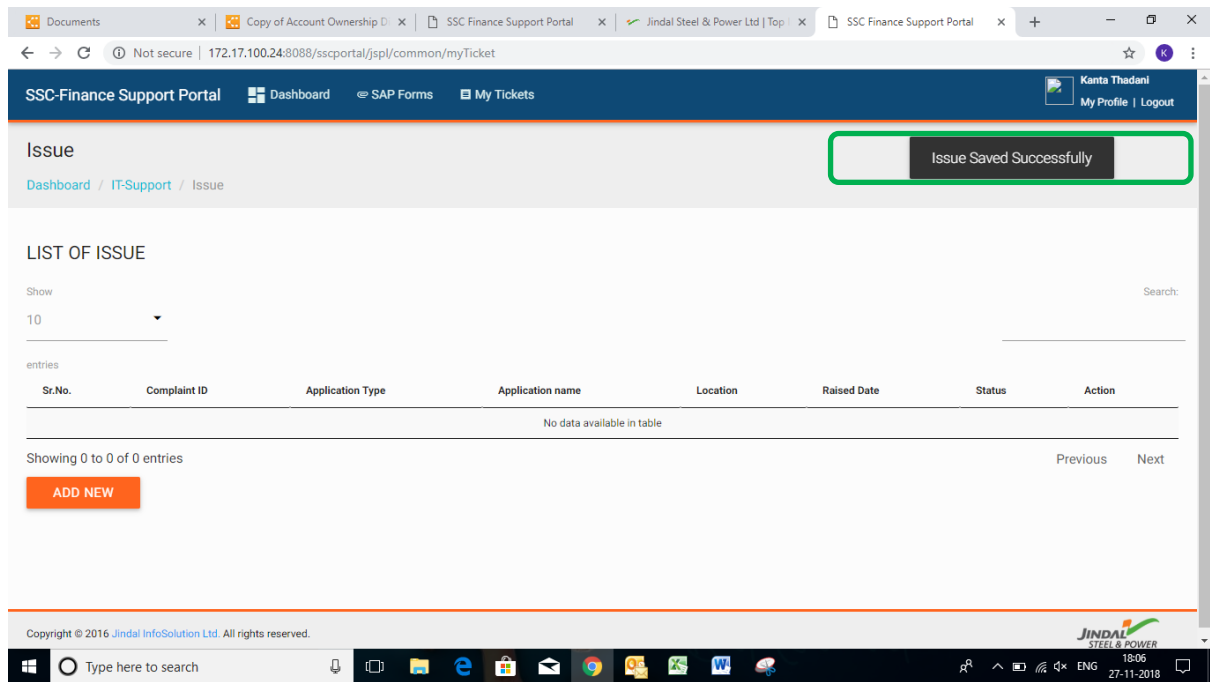 Documents
Copy of Account Ownership D
SSC Finance Support Portal
Jindal Steel & Power Ltd | Top
SSC Finance Support Portal
Not secure | 172.17.100.24:8088/sscportal/jspl/common/myTicket
K
SSC-Finance Support Portal Dashboard SAP Forms My Tickets
Kanta Thadani
My Profile | Logout
Issue
Issue Saved Successfully
Dashboard / IT-Support / Issue
LIST OF ISSUE
Show
Search:
10
entries
Sr.No. Complaint ID Application Type Application name Location Raised Date Status Action
No data available in table
Showing 0 to 0 of 0 entries
Previous Next
ADD NEW
Copyright © 2016 Jindal InfoSolution Ltd. All rights reserved.
JINDAL
STEEL & POWER
Type here to search
ENG
18:06
27-11-2018